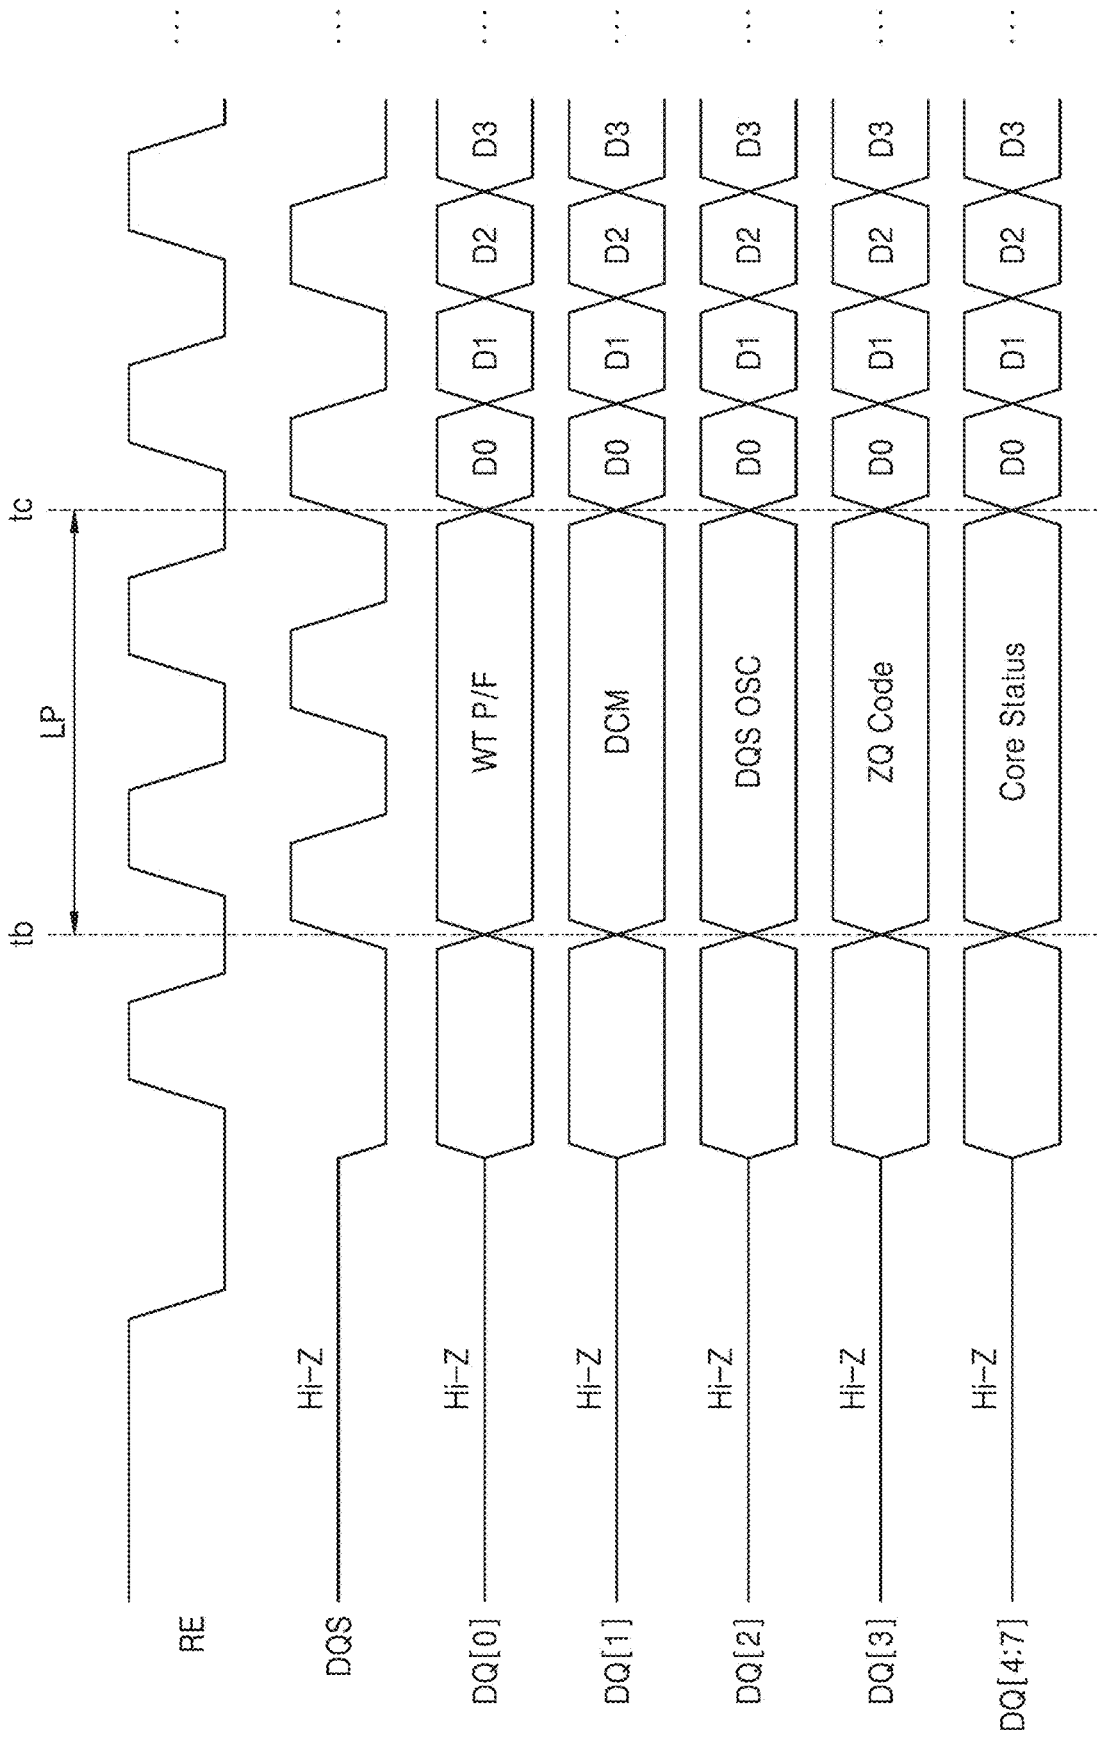 tb LP tc
RE ...
DQS Hi-Z ...
DQ[0] Hi-Z WT P/F D0 D1 D2 D3 ...
DQ[1] Hi-Z DCM D0 D1 D2 D3 ...
DQ[2] Hi-Z DQS OSC D0 D1 D2 D3 ...
DQ[3] Hi-Z ZQ Code D0 D1 D2 D3 ...
DQ[4:7] Hi-Z Core Status D0 D1 D2 D3 ...